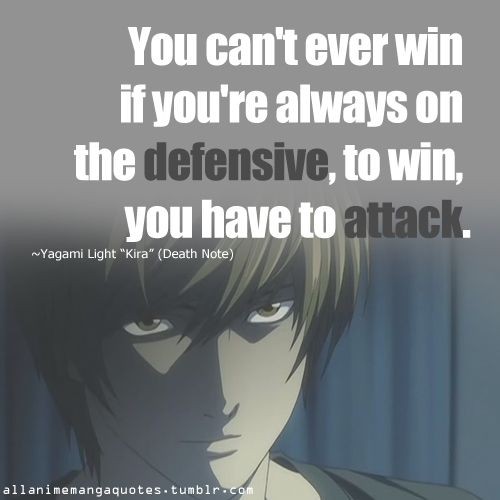 You can't ever win
if you're always on
the defensive, to win,
you have to attack.
~Yagami Light “Kira” (Death Note)
allanimemangaquotes.tumblr.com